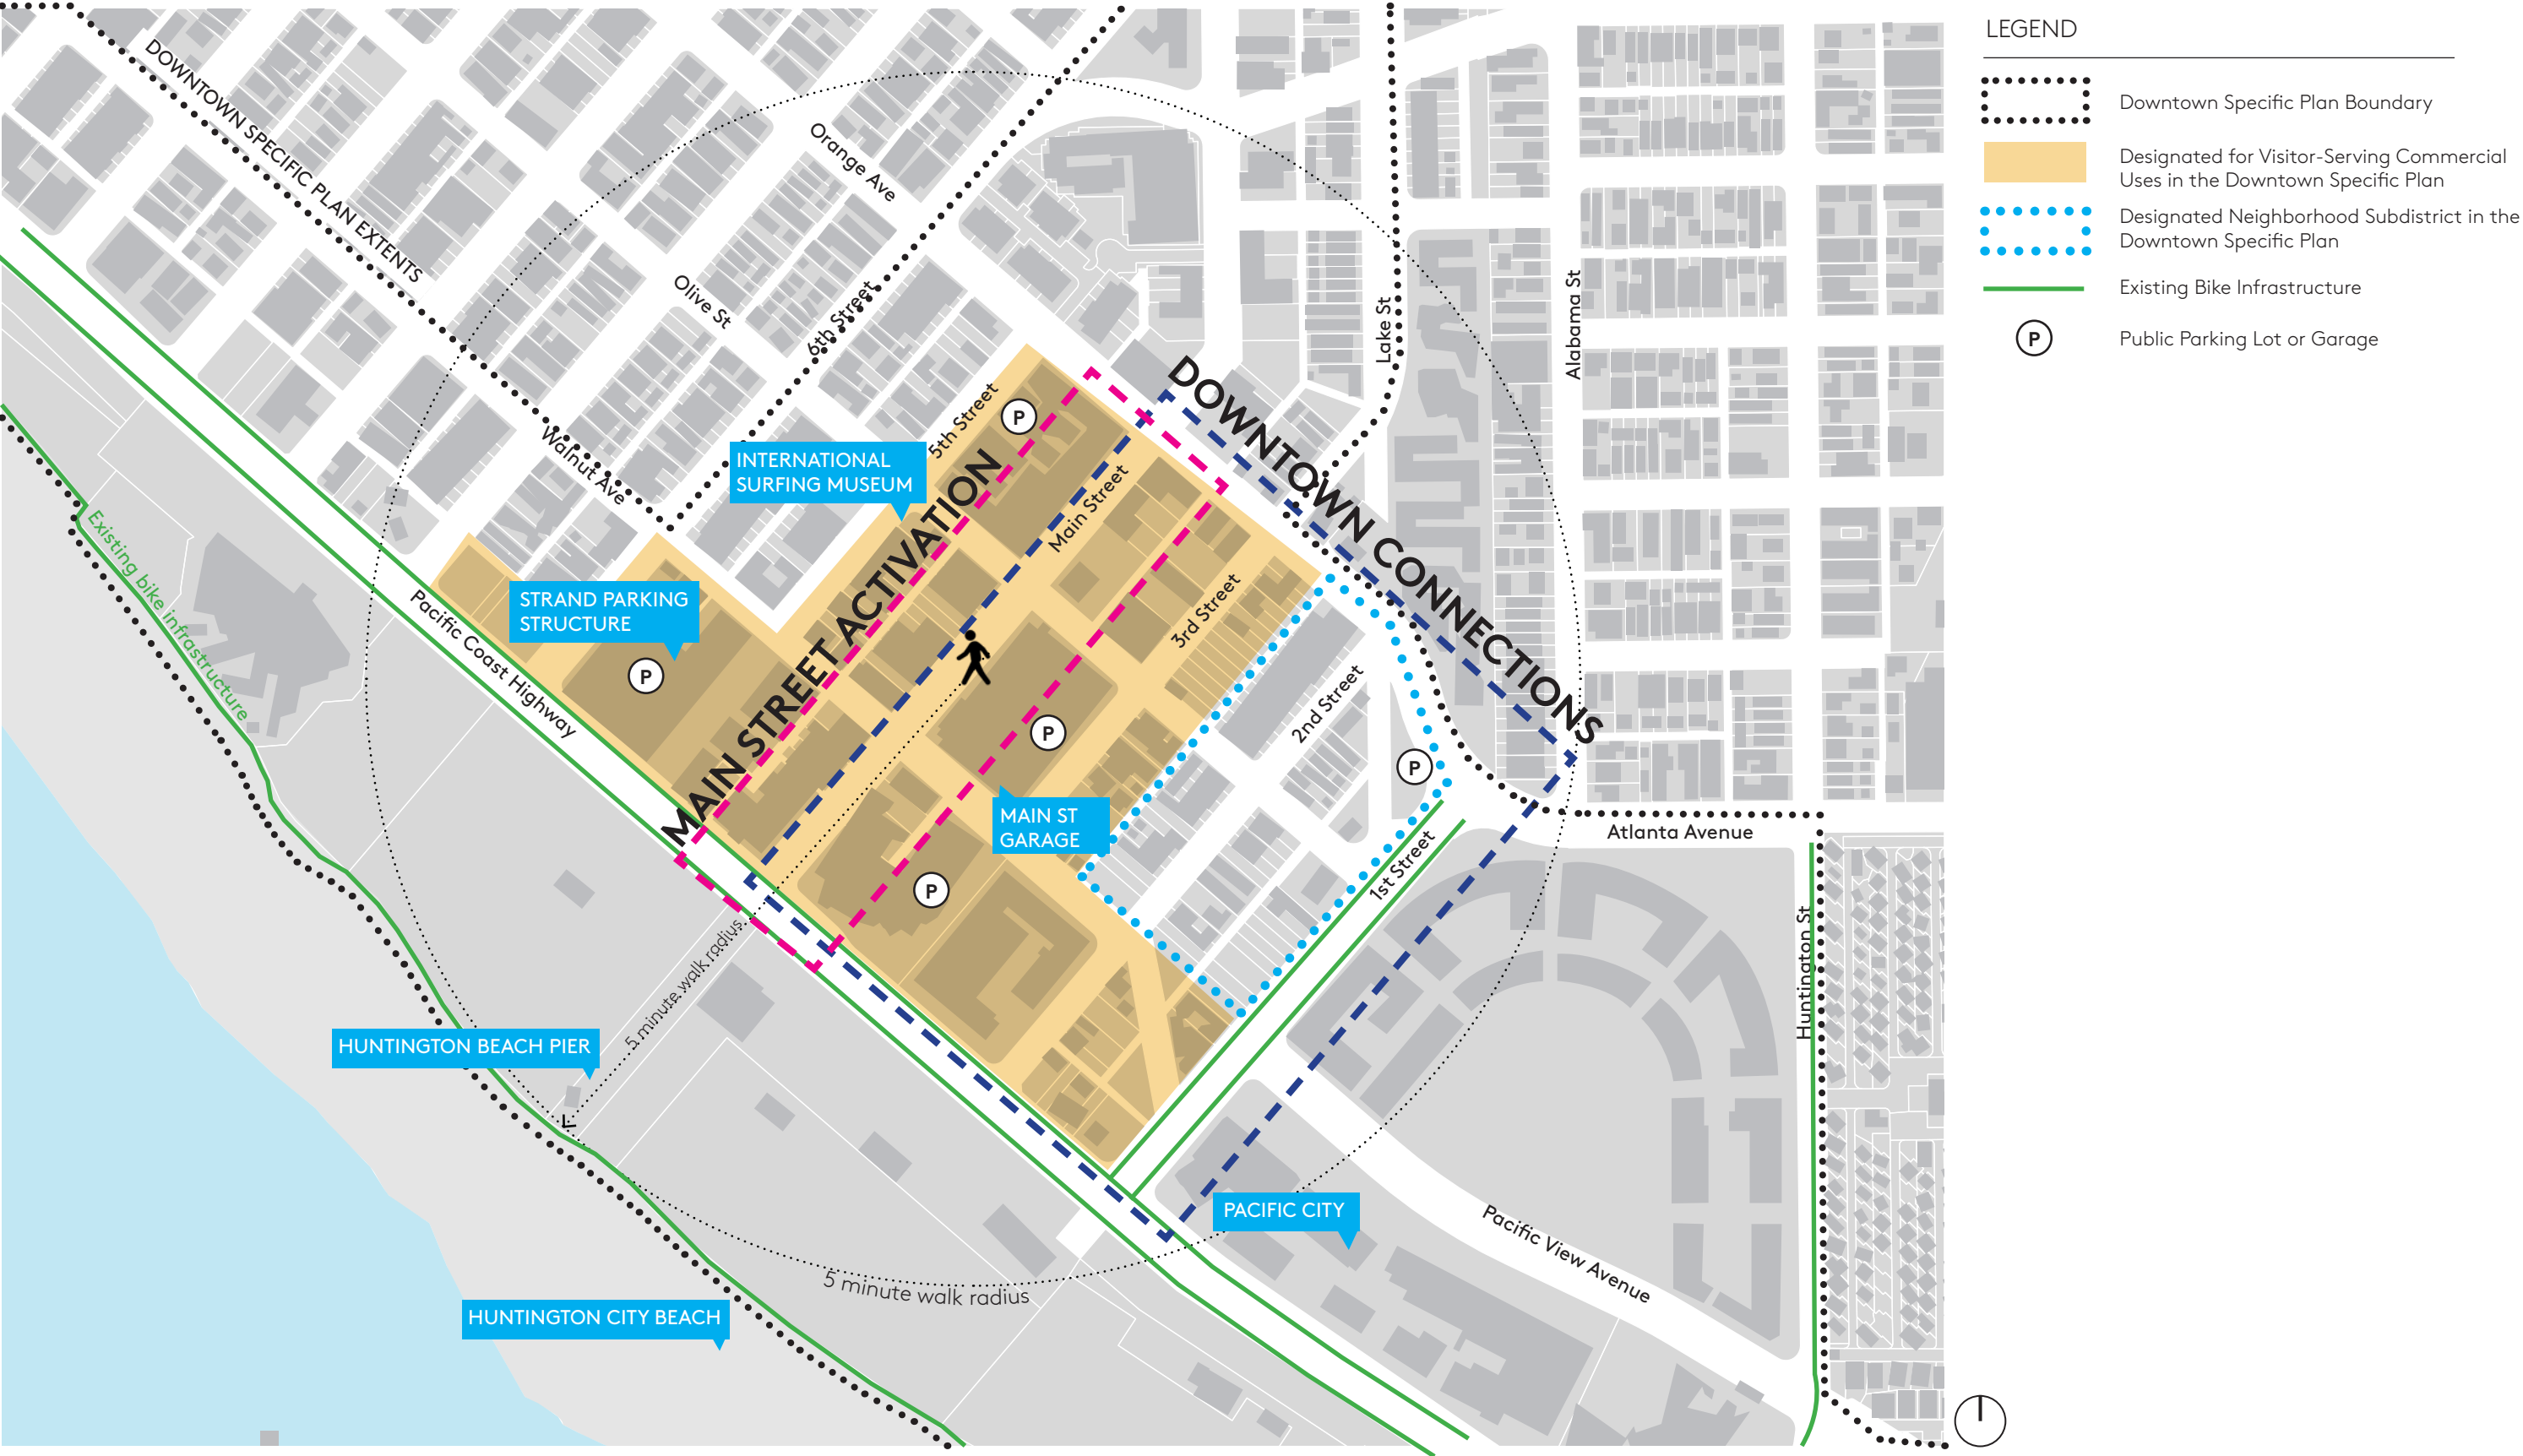 LEGEND
Downtown Specific Plan Boundary
Designated for Visitor-Serving Commercial
Uses in the Downtown Specific Plan
Designated Neighborhood Subdistrict in the
Downtown Specific Plan
Existing Bike Infrastructure
P
Public Parking Lot or Garage
DOWNTOWN SPECIFIC PLAN EXTENTS
Orange Ave
Olive St
6th Street
Walnut Ave
5th Street
P
Lake St
Alabama St
DOWNTOWN CONNECTIONS
INTERNATIONAL
SURFING MUSEUM
MAIN STREET ACTIVATION
Main Street
3rd Street
2nd Street
STRAND PARKING
STRUCTURE
P
P
P
P
Existing bike infrastructure
Pacific Coast Highway
MAIN ST
GARAGE
Atlanta Avenue
1st Street
Huntington St
5 minute walk radius
HUNTINGTON BEACH PIER
PACIFIC CITY
Pacific View Avenue
5 minute walk radius
HUNTINGTON CITY BEACH